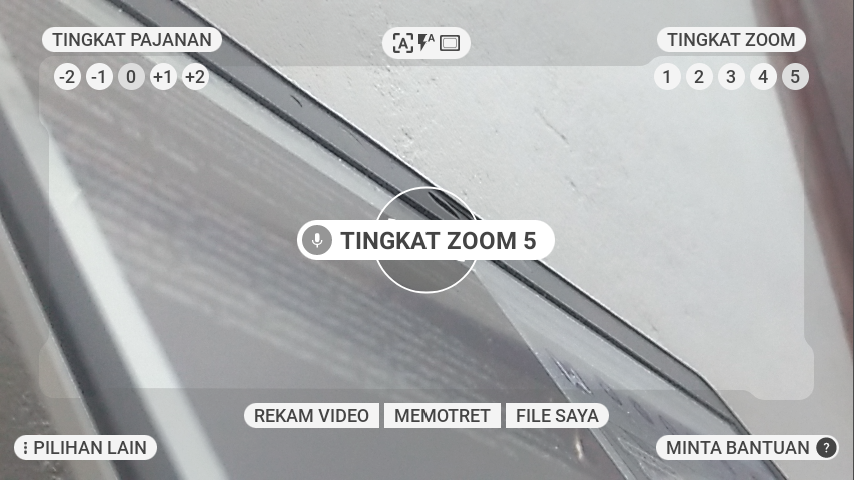 TINGKAT PAJANAN
A A
TINGKAT ZOOM
-2 -1 0 +1 +2
1 2 3 4 5
TINGKAT ZOOM 5
REKAM VIDEO MEMOTRET FILE SAYA
PILIHAN LAIN
MINTA BANTUAN ?